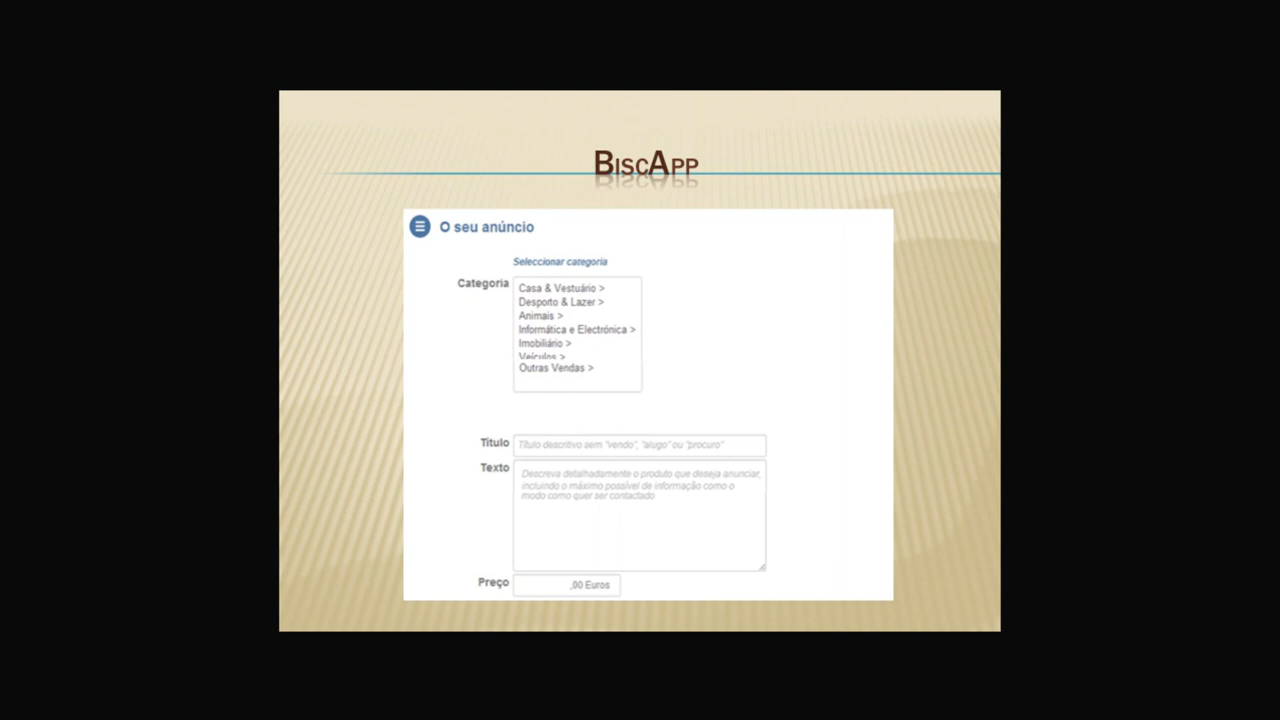 BiscApp
O seu anúncio
Seleccionar categoria
Categoria
Casa & Vestuário >
Desporto & Lazer >
Animais >
Informática e Electrónica >
Imobiliário >
Veículos >
Outras Vendas >
Título
Título descritivo sem "vendo", "alugo" ou "procuro"
Texto
Descreva detalhadamente o produto que deseja anunciar,
incluindo o máximo possível de informação como o
modo como quer ser contactado
Preço
,00 Euros